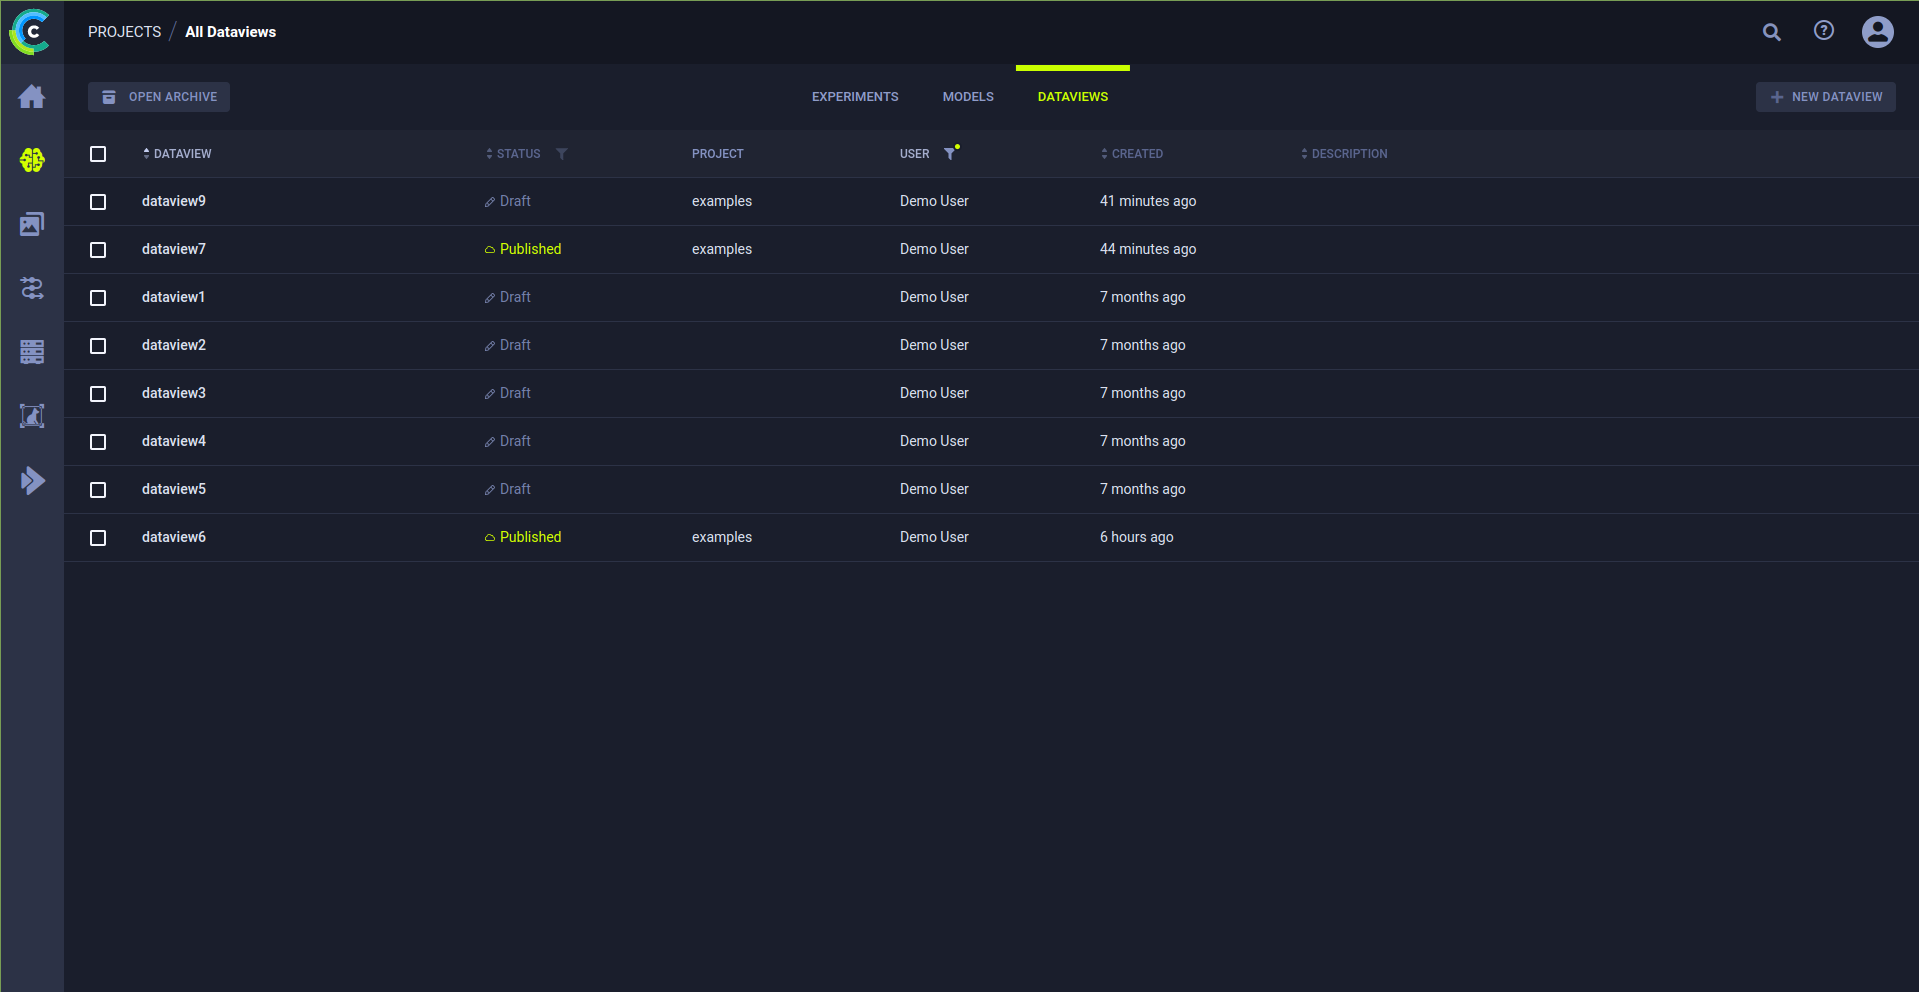 PROJECTS / All Dataviews
OPEN ARCHIVE EXPERIMENTS MODELS DATAVIEWS NEW DATAVIEW
DATAVIEW STATUS PROJECT USER CREATED DESCRIPTION
dataview9 Draft examples Demo User 41 minutes ago
dataview7 Published examples Demo User 44 minutes ago
dataview1 Draft Demo User 7 months ago
dataview2 Draft Demo User 7 months ago
dataview3 Draft Demo User 7 months ago
dataview4 Draft Demo User 7 months ago
dataview5 Draft Demo User 7 months ago
dataview6 Published examples Demo User 6 hours ago